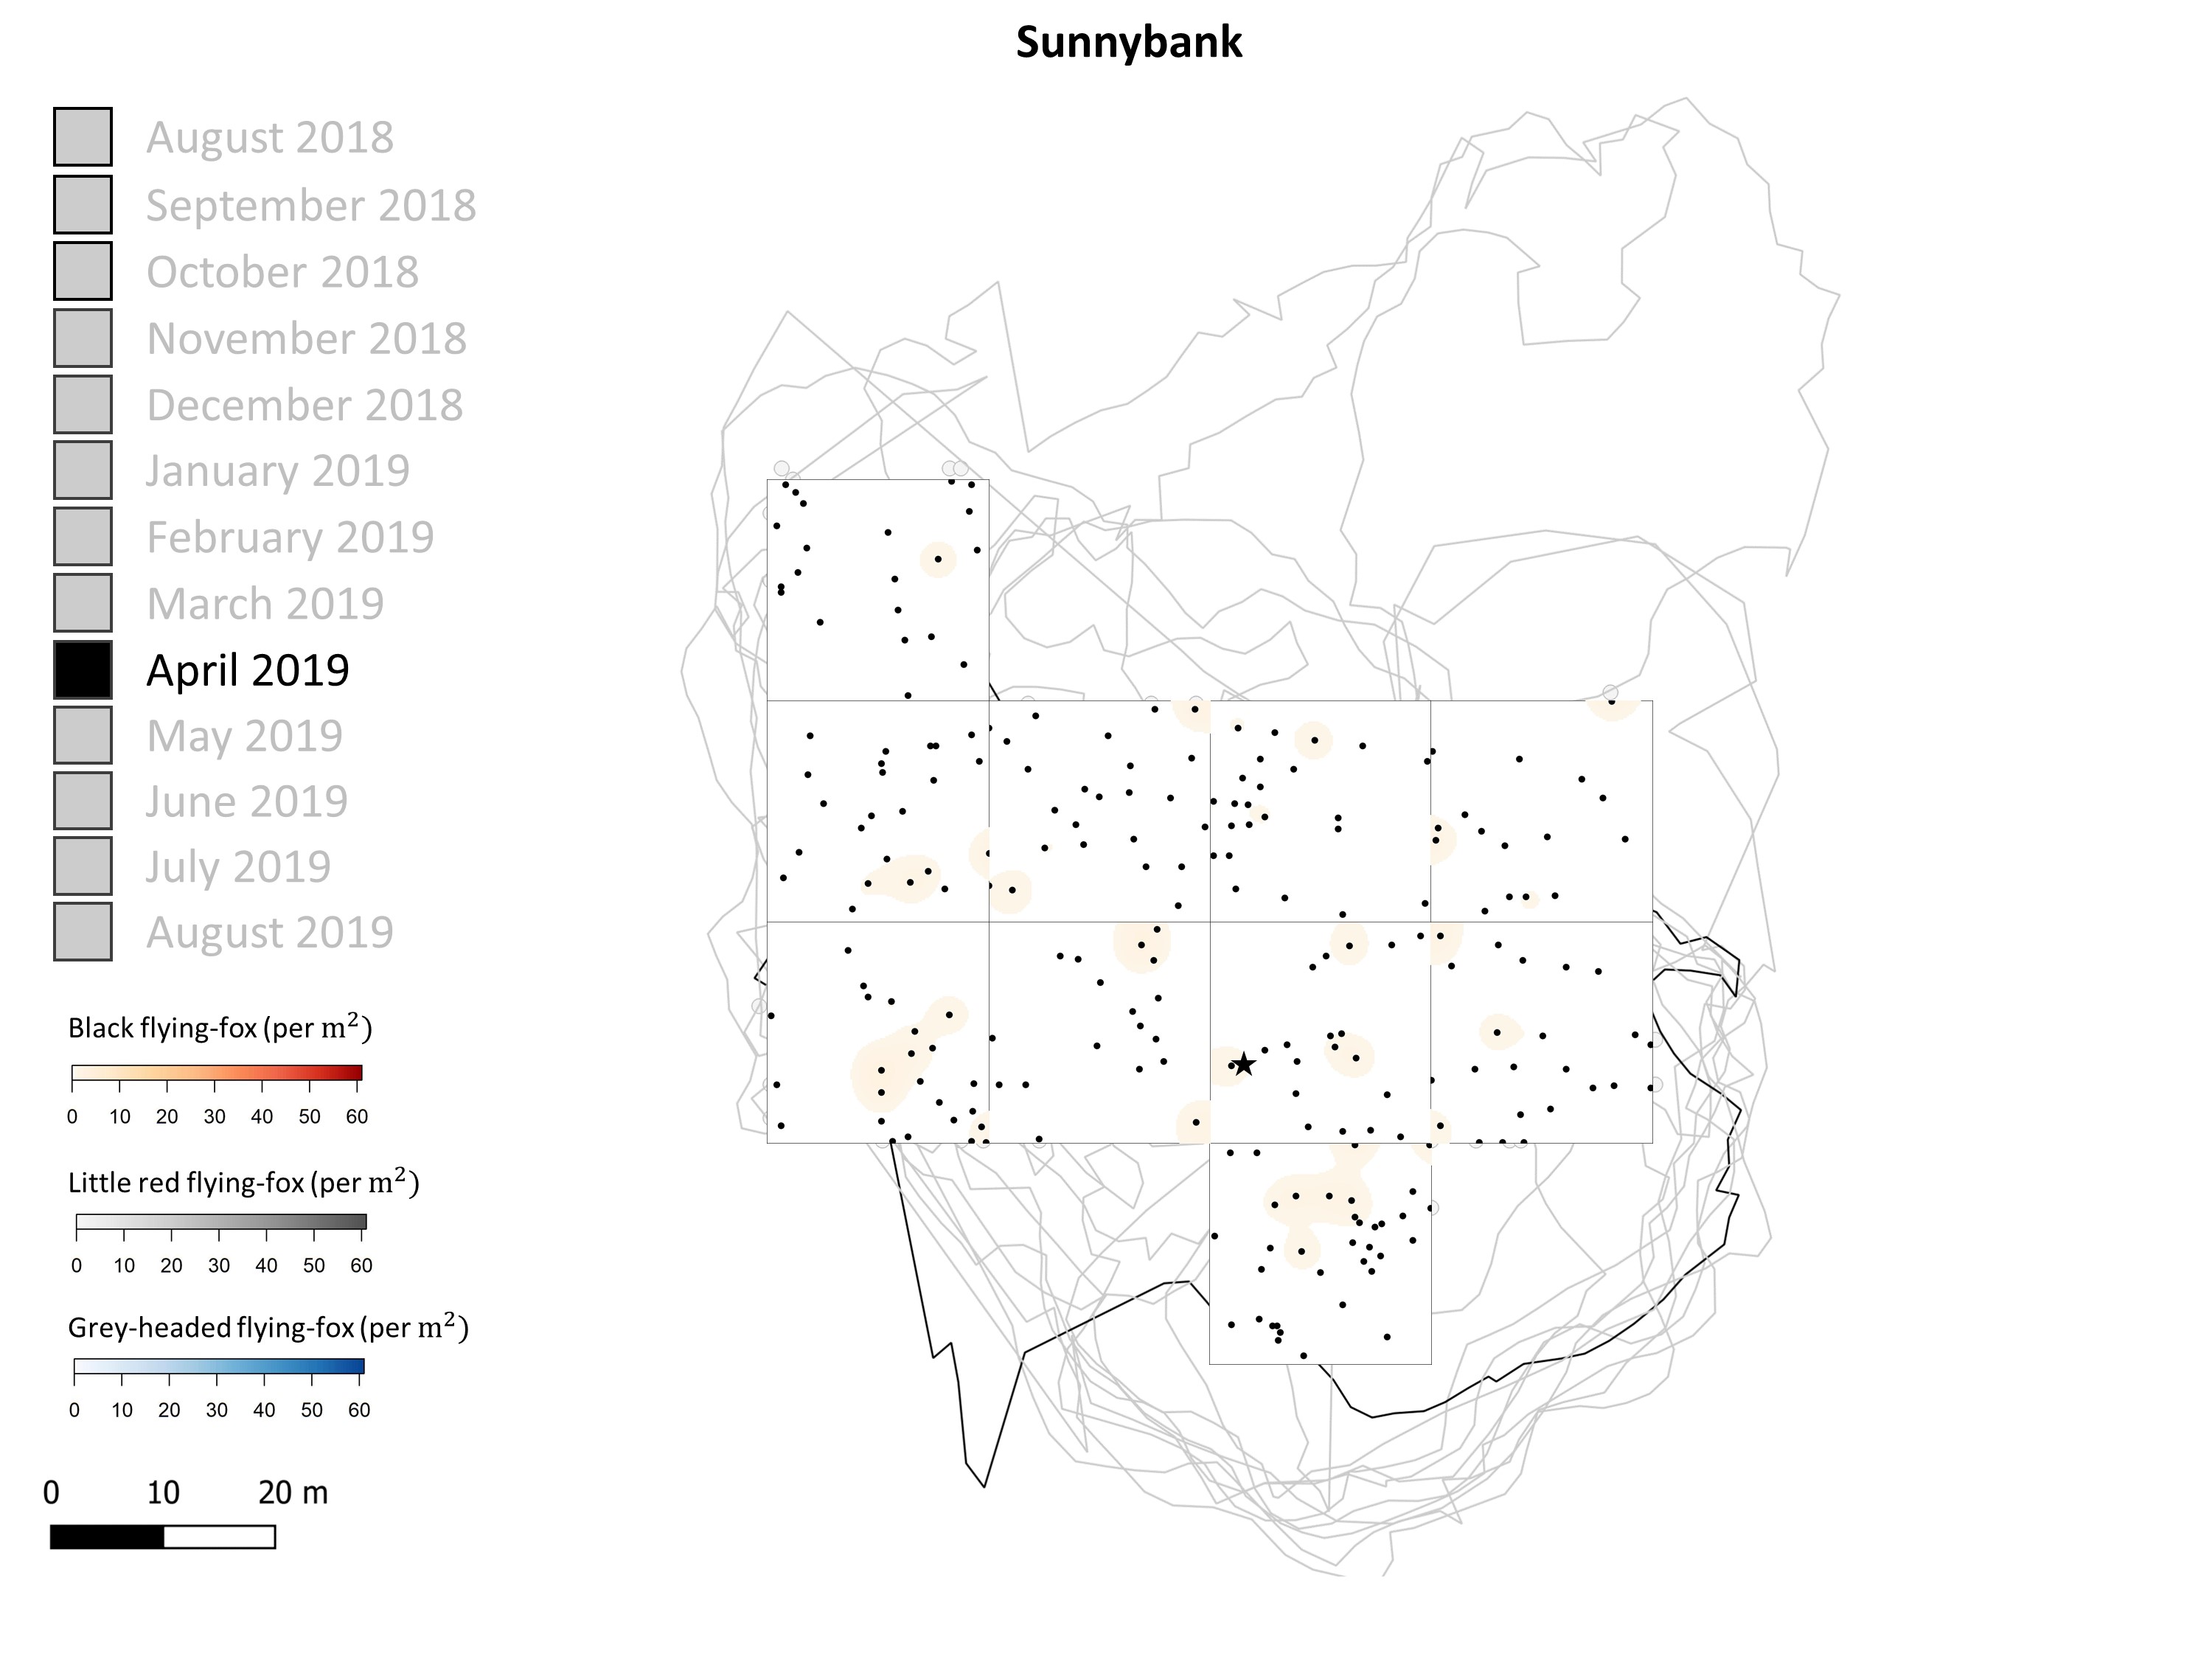 Sunnybank
August 2018
September 2018
October 2018
November 2018
December 2018
January 2019
February 2019
March 2019
April 2019
May 2019
June 2019
July 2019
August 2019
Black flying-fox (per m²)
0 10 20 30 40 50 60
Little red flying-fox (per m²)
0 10 20 30 40 50 60
Grey-headed flying-fox (per m²)
0 10 20 30 40 50 60
0 10 20 m